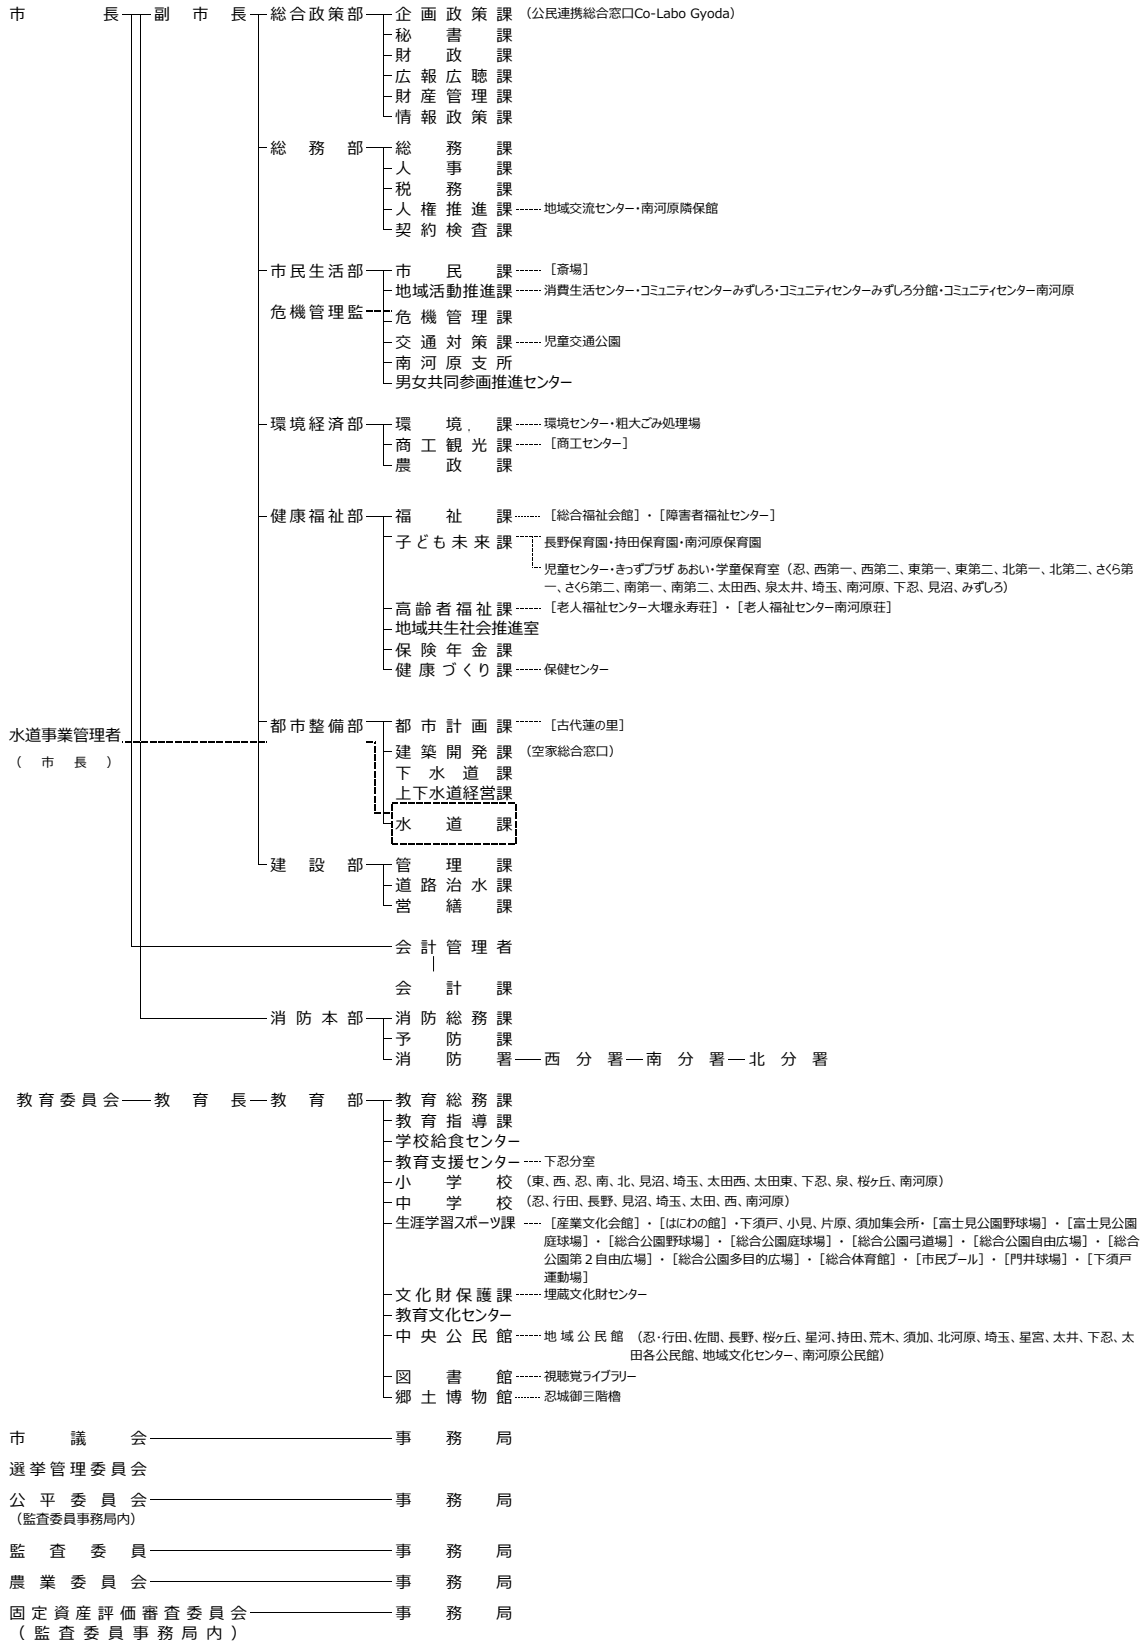 市長 副市長 総合政策部 企画政策課 （公民連携総合窓口Co-Labo Gyoda）
秘書課
財政課
広報広聴課
財産管理課
情報政策課
総務部 総務課
人事課
税務課
人権推進課 地域交流センター・南河原隣保館
契約検査課
市民生活部 市民課 ［斎場］
地域活動推進課 消費生活センター・コミュニティセンターみずしろ・コミュニティセンターみずしろ分館・コミュニティセンター南河原
危機管理監 危機管理課
交通対策課 児童交通公園
南河原支所
男女共同参画推進センター
環境経済部 環境課 環境センター・粗大ごみ処理場
商工観光課 ［商工センター］
農政課
健康福祉部 福祉課 ［総合福祉会館］・［障害者福祉センター］
子ども未来課 長野保育園・持田保育園・南河原保育園
児童センター・きっずプラザ あおい・学童保育室（忍、西第一、西第二、東第一、東第二、北第一、北第二、さくら第
一、さくら第二、南第一、南第二、太田西、泉太井、埼玉、南河原、下忍、見沼、みずしろ）
高齢者福祉課 ［老人福祉センター大堰永寿荘］・［老人福祉センター南河原荘］
地域共生社会推進室
保険年金課
健康づくり課 保健センター
都市整備部 都市計画課 ［古代蓮の里］
水道事業管理者
（市長）
建築開発課 （空家総合窓口）
下水道課
上下水道経営課
水道課
建設部 管理課
道路治水課
営繕課
会計管理者
会計課
消防本部 消防総務課
予防課
消防署 西分署 南分署 北分署
教育委員会 教育長 教育部 教育総務課
教育指導課
学校給食センター
教育支援センター 下忍分室
小学校 （東、西、忍、南、北、見沼、埼玉、太田西、太田東、下忍、泉、桜ヶ丘、南河原）
中学校 （忍、行田、長野、見沼、埼玉、太田、西、南河原）
生涯学習スポーツ課 ［産業文化会館］・［はにわの館］・下須戸、小見、片原、須加集会所・［富士見公園野球場］・［富士見公園
庭球場］・［総合公園野球場］・［総合公園庭球場］・［総合公園弓道場］・［総合公園自由広場］・［総合
公園第２自由広場］・［総合公園多目的広場］・［総合体育館］・［市民プール］・［門井球場］・［下須戸
運動場］
文化財保護課 埋蔵文化財センター
教育文化センター
中央公民館 地域公民館 （忍・行田、佐間、長野、桜ヶ丘、星河、持田、荒木、須加、北河原、埼玉、星宮、太井、下忍、太
田各公民館、地域文化センター、南河原公民館）
図書館 視聴覚ライブラリー
郷土博物館 忍城御三階櫓
市議会 事務局
選挙管理委員会
公平委員会 事務局
（監査委員事務局内）
監査委員 事務局
農業委員会 事務局
固定資産評価審査委員会 事務局
（監査委員事務局内）